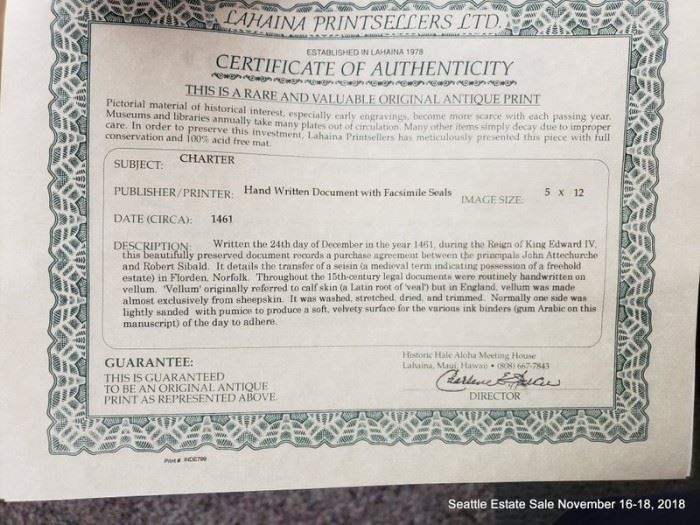 LAHAINA PRINTSELLERS LTD.
ESTABLISHED IN LAHAINA 1978
CERTIFICATE OF AUTHENTICITY
THIS IS A RARE AND VALUABLE ORIGINAL ANTIQUE PRINT
Pictorial material of historical interest, especially early engravings, become more scarce with each passing year.
Museums and libraries annually take many plates out of circulation. Many other items simply decay due to improper
care. In order to preserve this investment, Lahaina Printsellers has meticulously presented this piece with full
conservation and 100% acid free mat.
SUBJECT: CHARTER
PUBLISHER/PRINTER: Hand Written Document with Facsimile Seals IMAGE SIZE: 5 x 12
DATE (CIRCA): 1461
DESCRIPTION: Written the 24th day of December in the year 1461, during the Reign of King Edward IV,
this beautifully preserved document records a purchase agreement between the principals John Attechurche
and Robert Sibald. It details the transfer of a seisin (a medieval term indicating possession of a freehold
estate) in Florden, Norfolk. Throughout the 15th-century legal documents were routinely handwritten on
vellum. 'Vellum' originally referred to calf skin (a Latin root of 'veal') but in England, vellum was made
almost exclusively from sheepskin. It was washed, stretched, dried, and trimmed. Normally one side was
lightly sanded with pumice to produce a soft, velvety surface for the various ink binders (gum Arabic on this
manuscript) of the day to adhere.
GUARANTEE:
THIS IS GUARANTEED
TO BE AN ORIGINAL ANTIQUE
PRINT AS REPRESENTED ABOVE.
Historic Hale Aloha Meeting House
Lahaina, Maui, Hawaii • (808) 667-7843
DIRECTOR
Print # INDE799
Seattle Estate Sale November 16-18, 2018